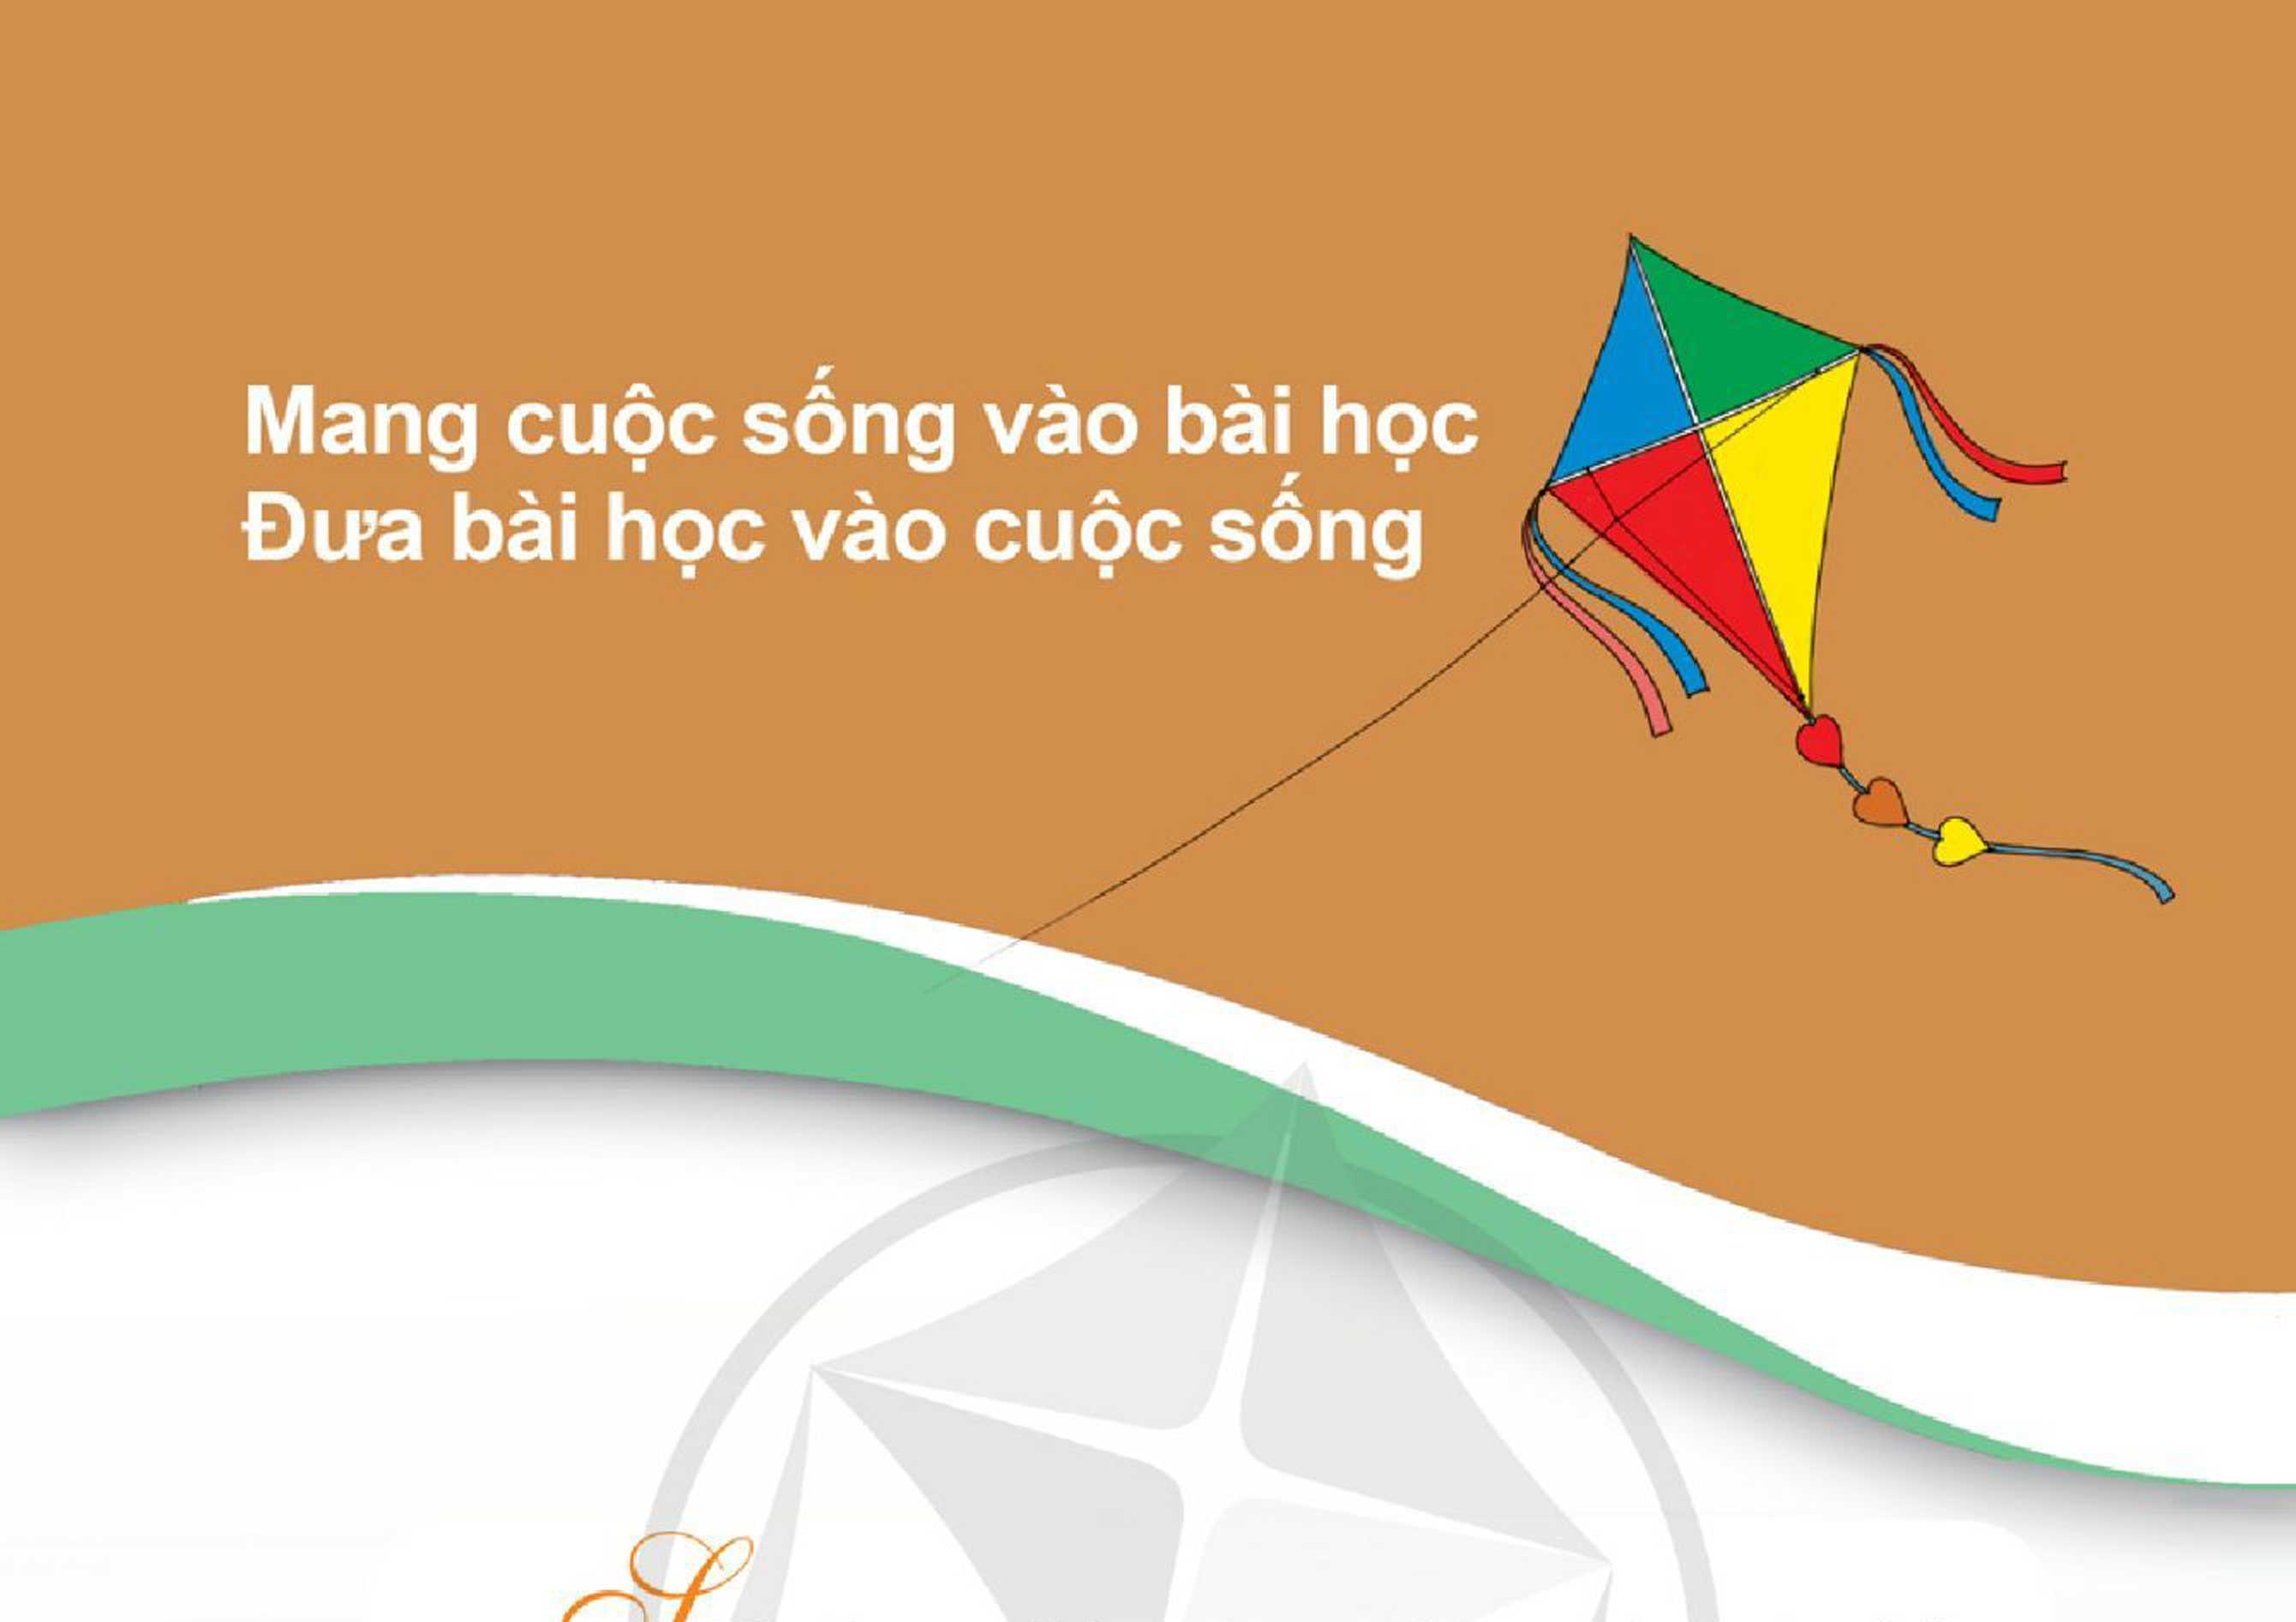 Mang cuộc sống vào bài học
Đưa bài học vào cuộc sống